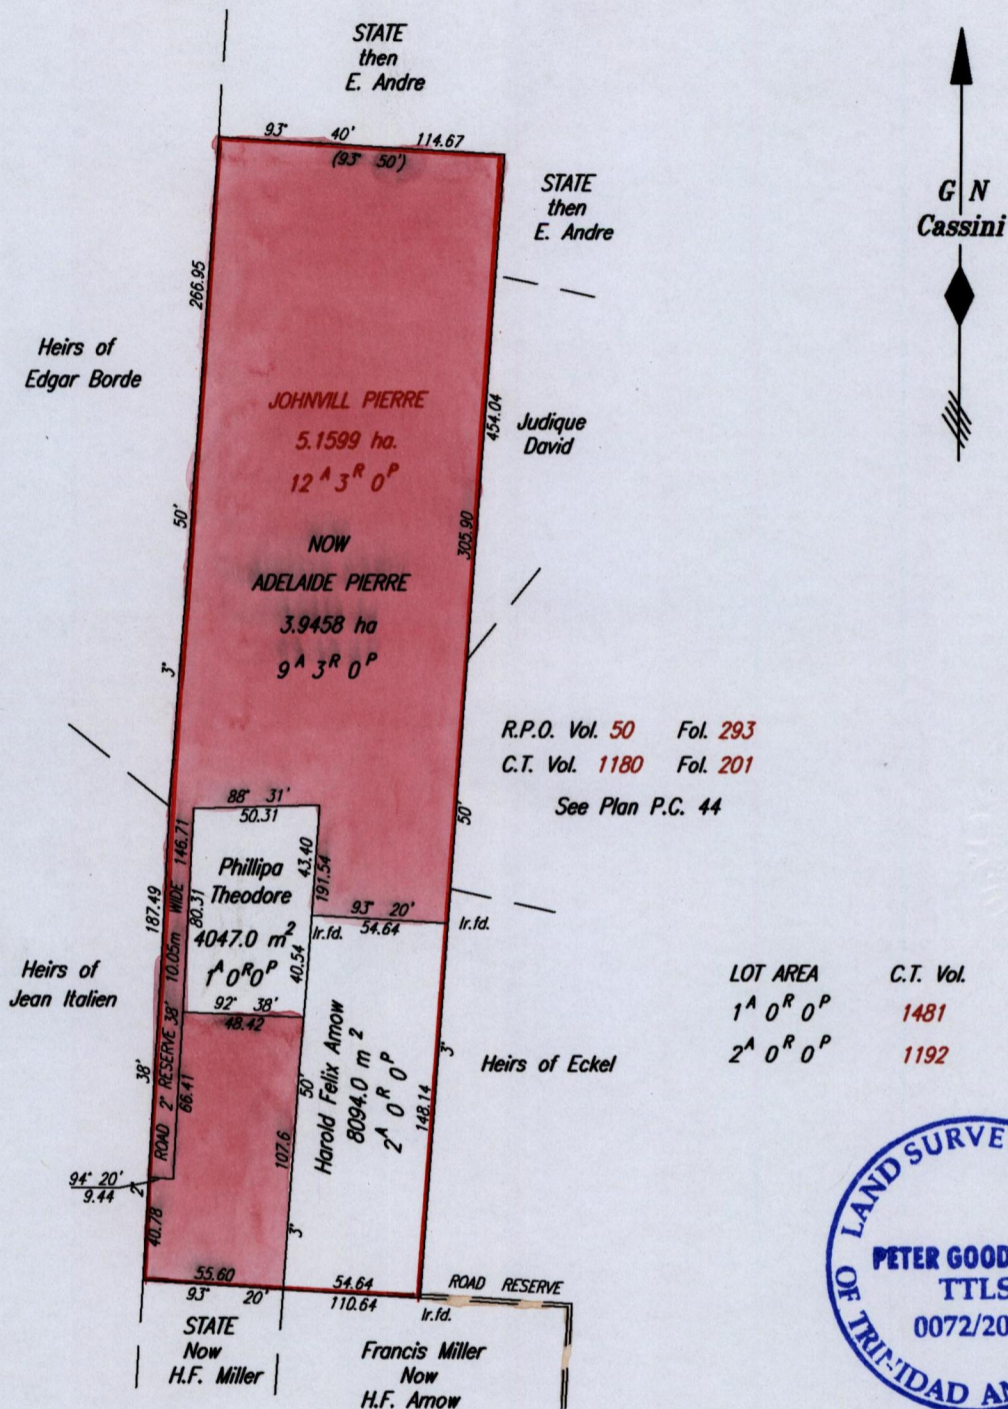 STATE
then
E. Andre
93° 40' 114.67
(93° 50')
STATE
then
E. Andre
G N
Cassini
266.95
Heirs of
Edgar Borde
JOHNVILL PIERRE
5.1599 ha.
12 A 3 R 0 P
454.04
Judique
David
50'
NOW
ADELAIDE PIERRE
3.9458 ha
9 A 3 R 0 P
305.90
3°
R.P.O. Vol. 50 Fol. 293
C.T. Vol. 1180 Fol. 201
See Plan P.C. 44
88° 31'
50.31
50'
146.71
43.40
191.54
Phillipa
Theodore
4047.0 m²
1 A 0 R 0 P
187.49
80.31
93° 20'
54.64
Ir.fd.
Ir.fd.
40.54
Heirs of
Jean Italien
92° 38'
48.42
LOT AREA C.T. Vol.
1 A 0 R 0 P 1481
2 A 0 R 0 P 1192
ROAD 2° RESERVE 38' 10.05m WIDE
38'
66.41
50'
Harold Felix Amow
8094.0 m²
2 A 0 R 0 P
3°
Heirs of Eckel
148.14
107.6
94° 20'
9.44
2°
40.78
3°
55.60
93° 20'
54.64
110.64
Ir.fd.
ROAD RESERVE
STATE
Now
H.F. Miller
Francis Miller
Now
H.F. Amow
LAND SURVE
PETER GOOD
TTLS
0072/20
OF TRINIDAD AN